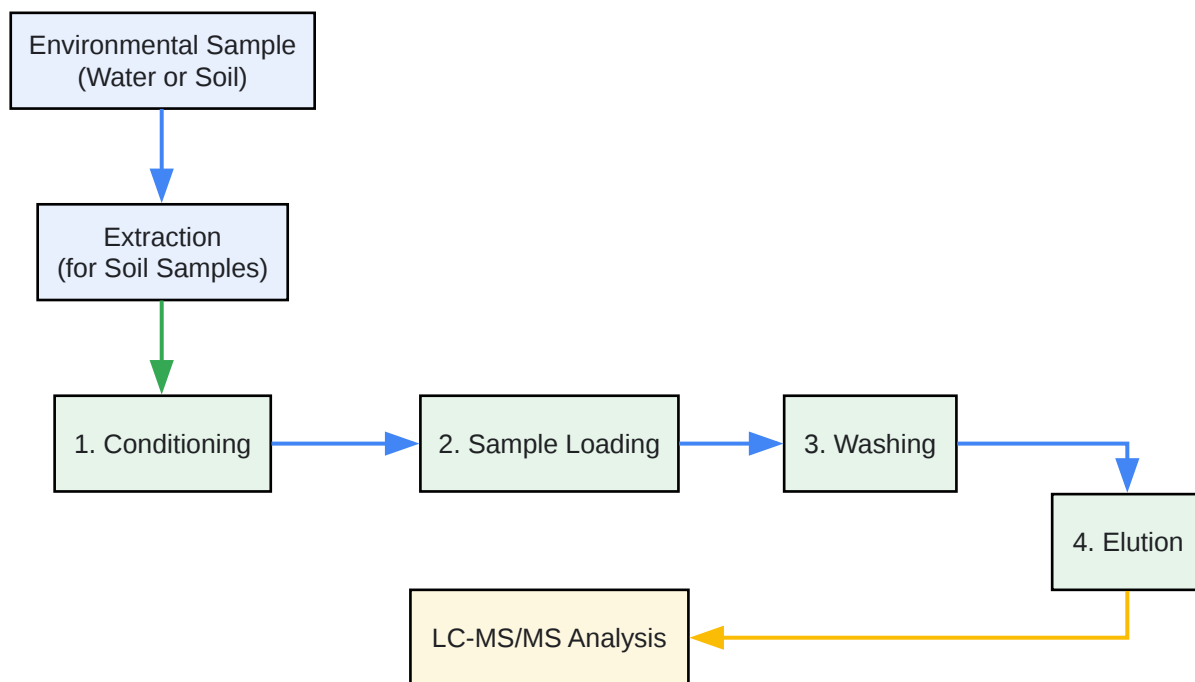 Environmental Sample
(Water or Soil)
Extraction
(for Soil Samples)
1. Conditioning
2. Sample Loading
3. Washing
4. Elution
LC-MS/MS Analysis